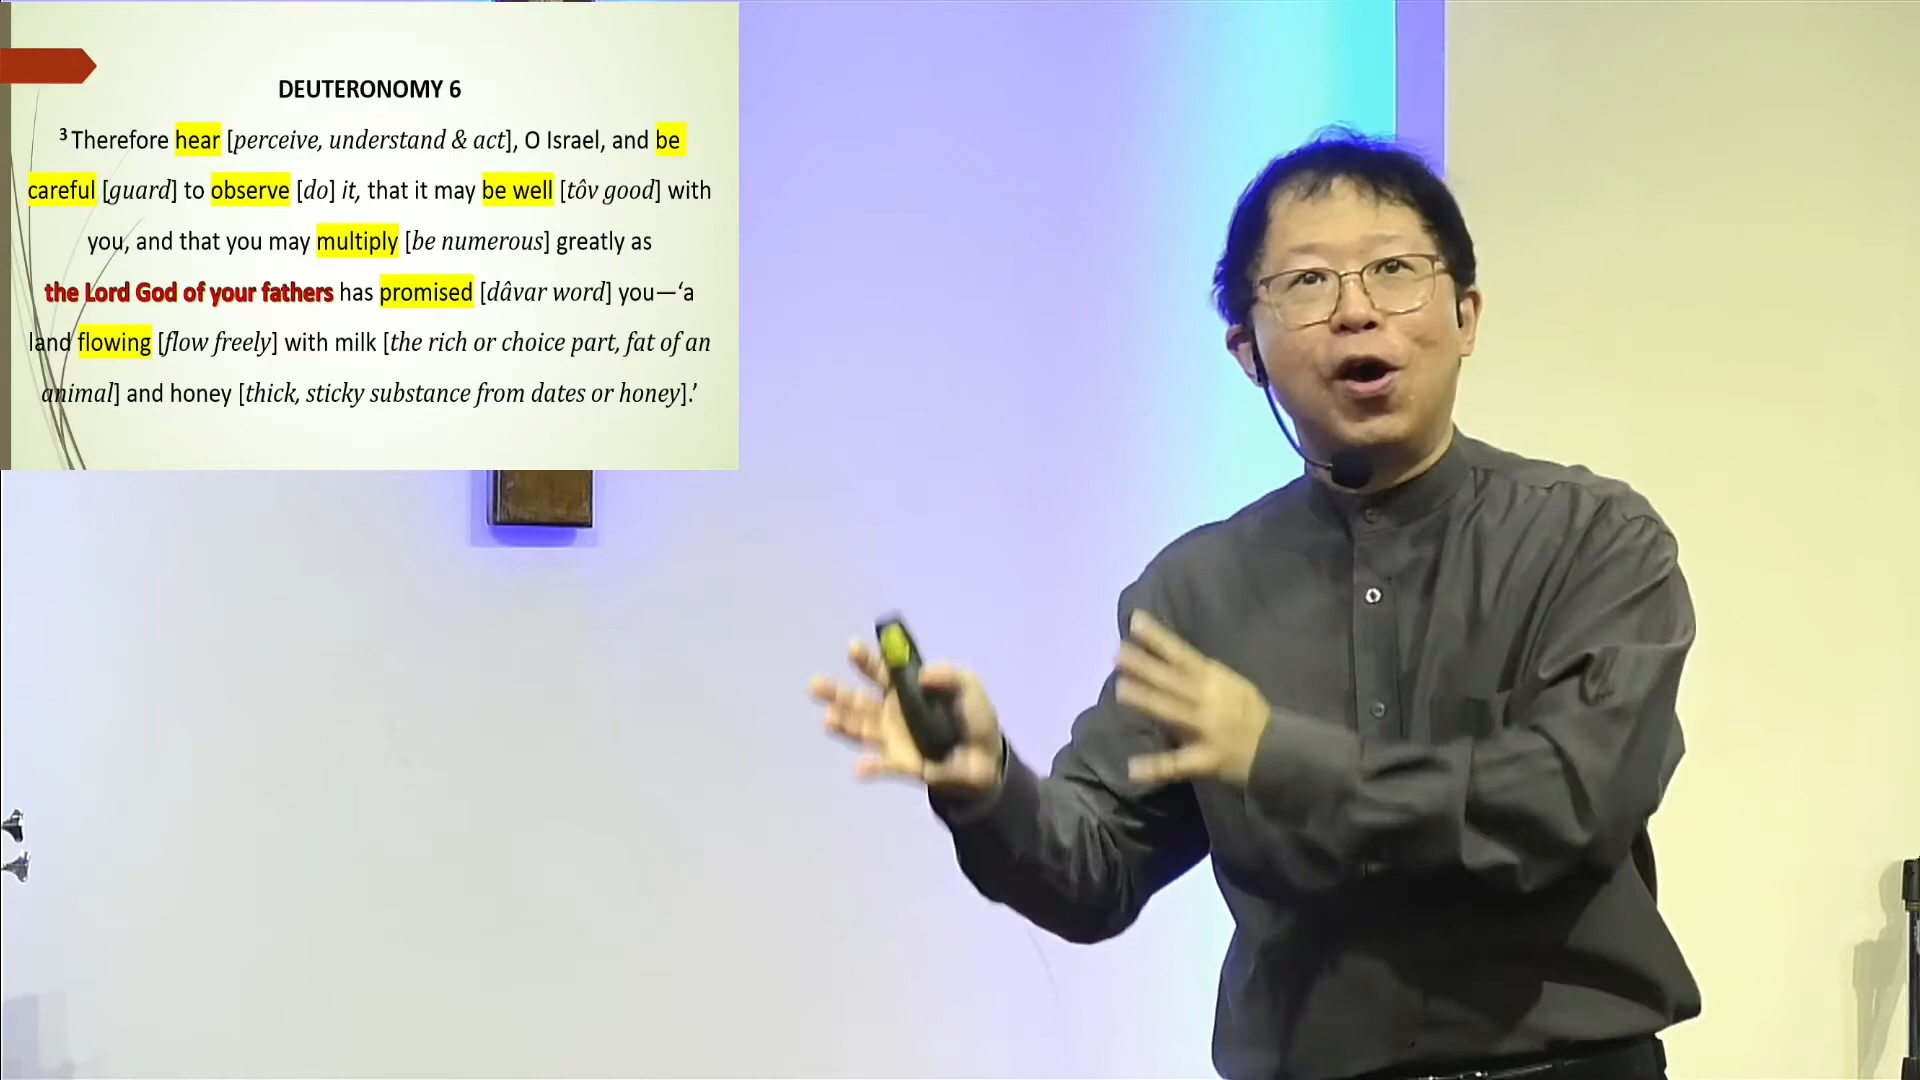 DEUTERONOMY 6
3 Therefore hear [perceive, understand & act], O Israel, and be
careful [guard] to observe [do] it, that it may be well [tôv good] with
you, and that you may multiply [be numerous] greatly as
the Lord God of your fathers has promised [dâvar word] you—‘a
land flowing [flow freely] with milk [the rich or choice part, fat of an
animal] and honey [thick, sticky substance from dates or honey].’